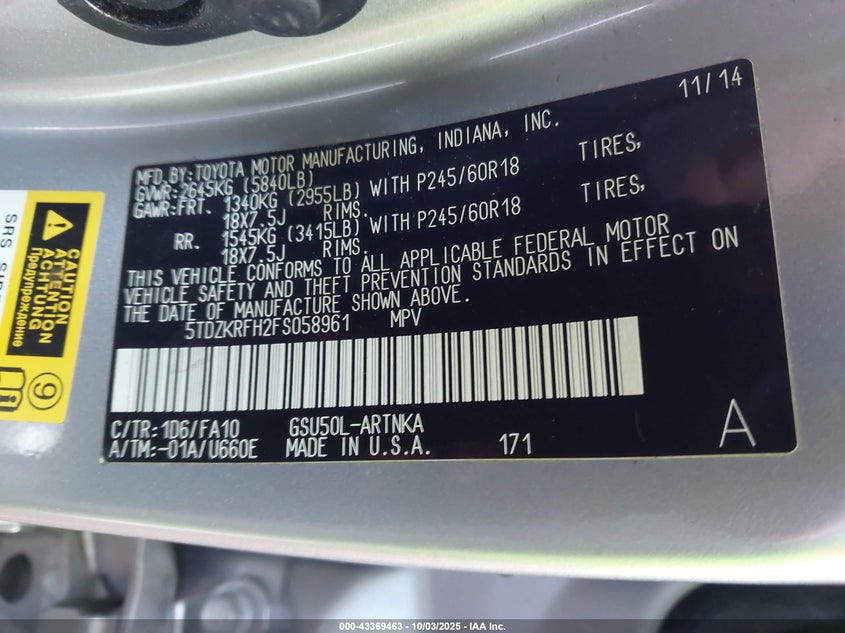 11/14
MFD.BY:TOYOTA MOTOR MANUFACTURING, INDIANA, INC.
GVWR:2645KG (5840LB)
GAWR:FRT. 1340KG (2955LB) WITH P245/60R18 TIRES,
18X7.5J RIMS.
RR. 1545KG (3415LB) WITH P245/60R18 TIRES,
18X7.5J RIMS.
THIS VEHICLE CONFORMS TO ALL APPLICABLE FEDERAL MOTOR
VEHICLE SAFETY AND THEFT PREVENTION STANDARDS IN EFFECT ON
THE DATE OF MANUFACTURE SHOWN ABOVE.
5TDZKRFH2FS058961 MPV
C/TR:1D6/FA10 GSU50L-ARTNKA
A/TM:-01A/U660E MADE IN U.S.A. 171 A
SRS
CAUTION
ATTENTION
ACHTUNG
Предупреждение
9
000-43369463 - 10/03/2025 - IAA Inc.